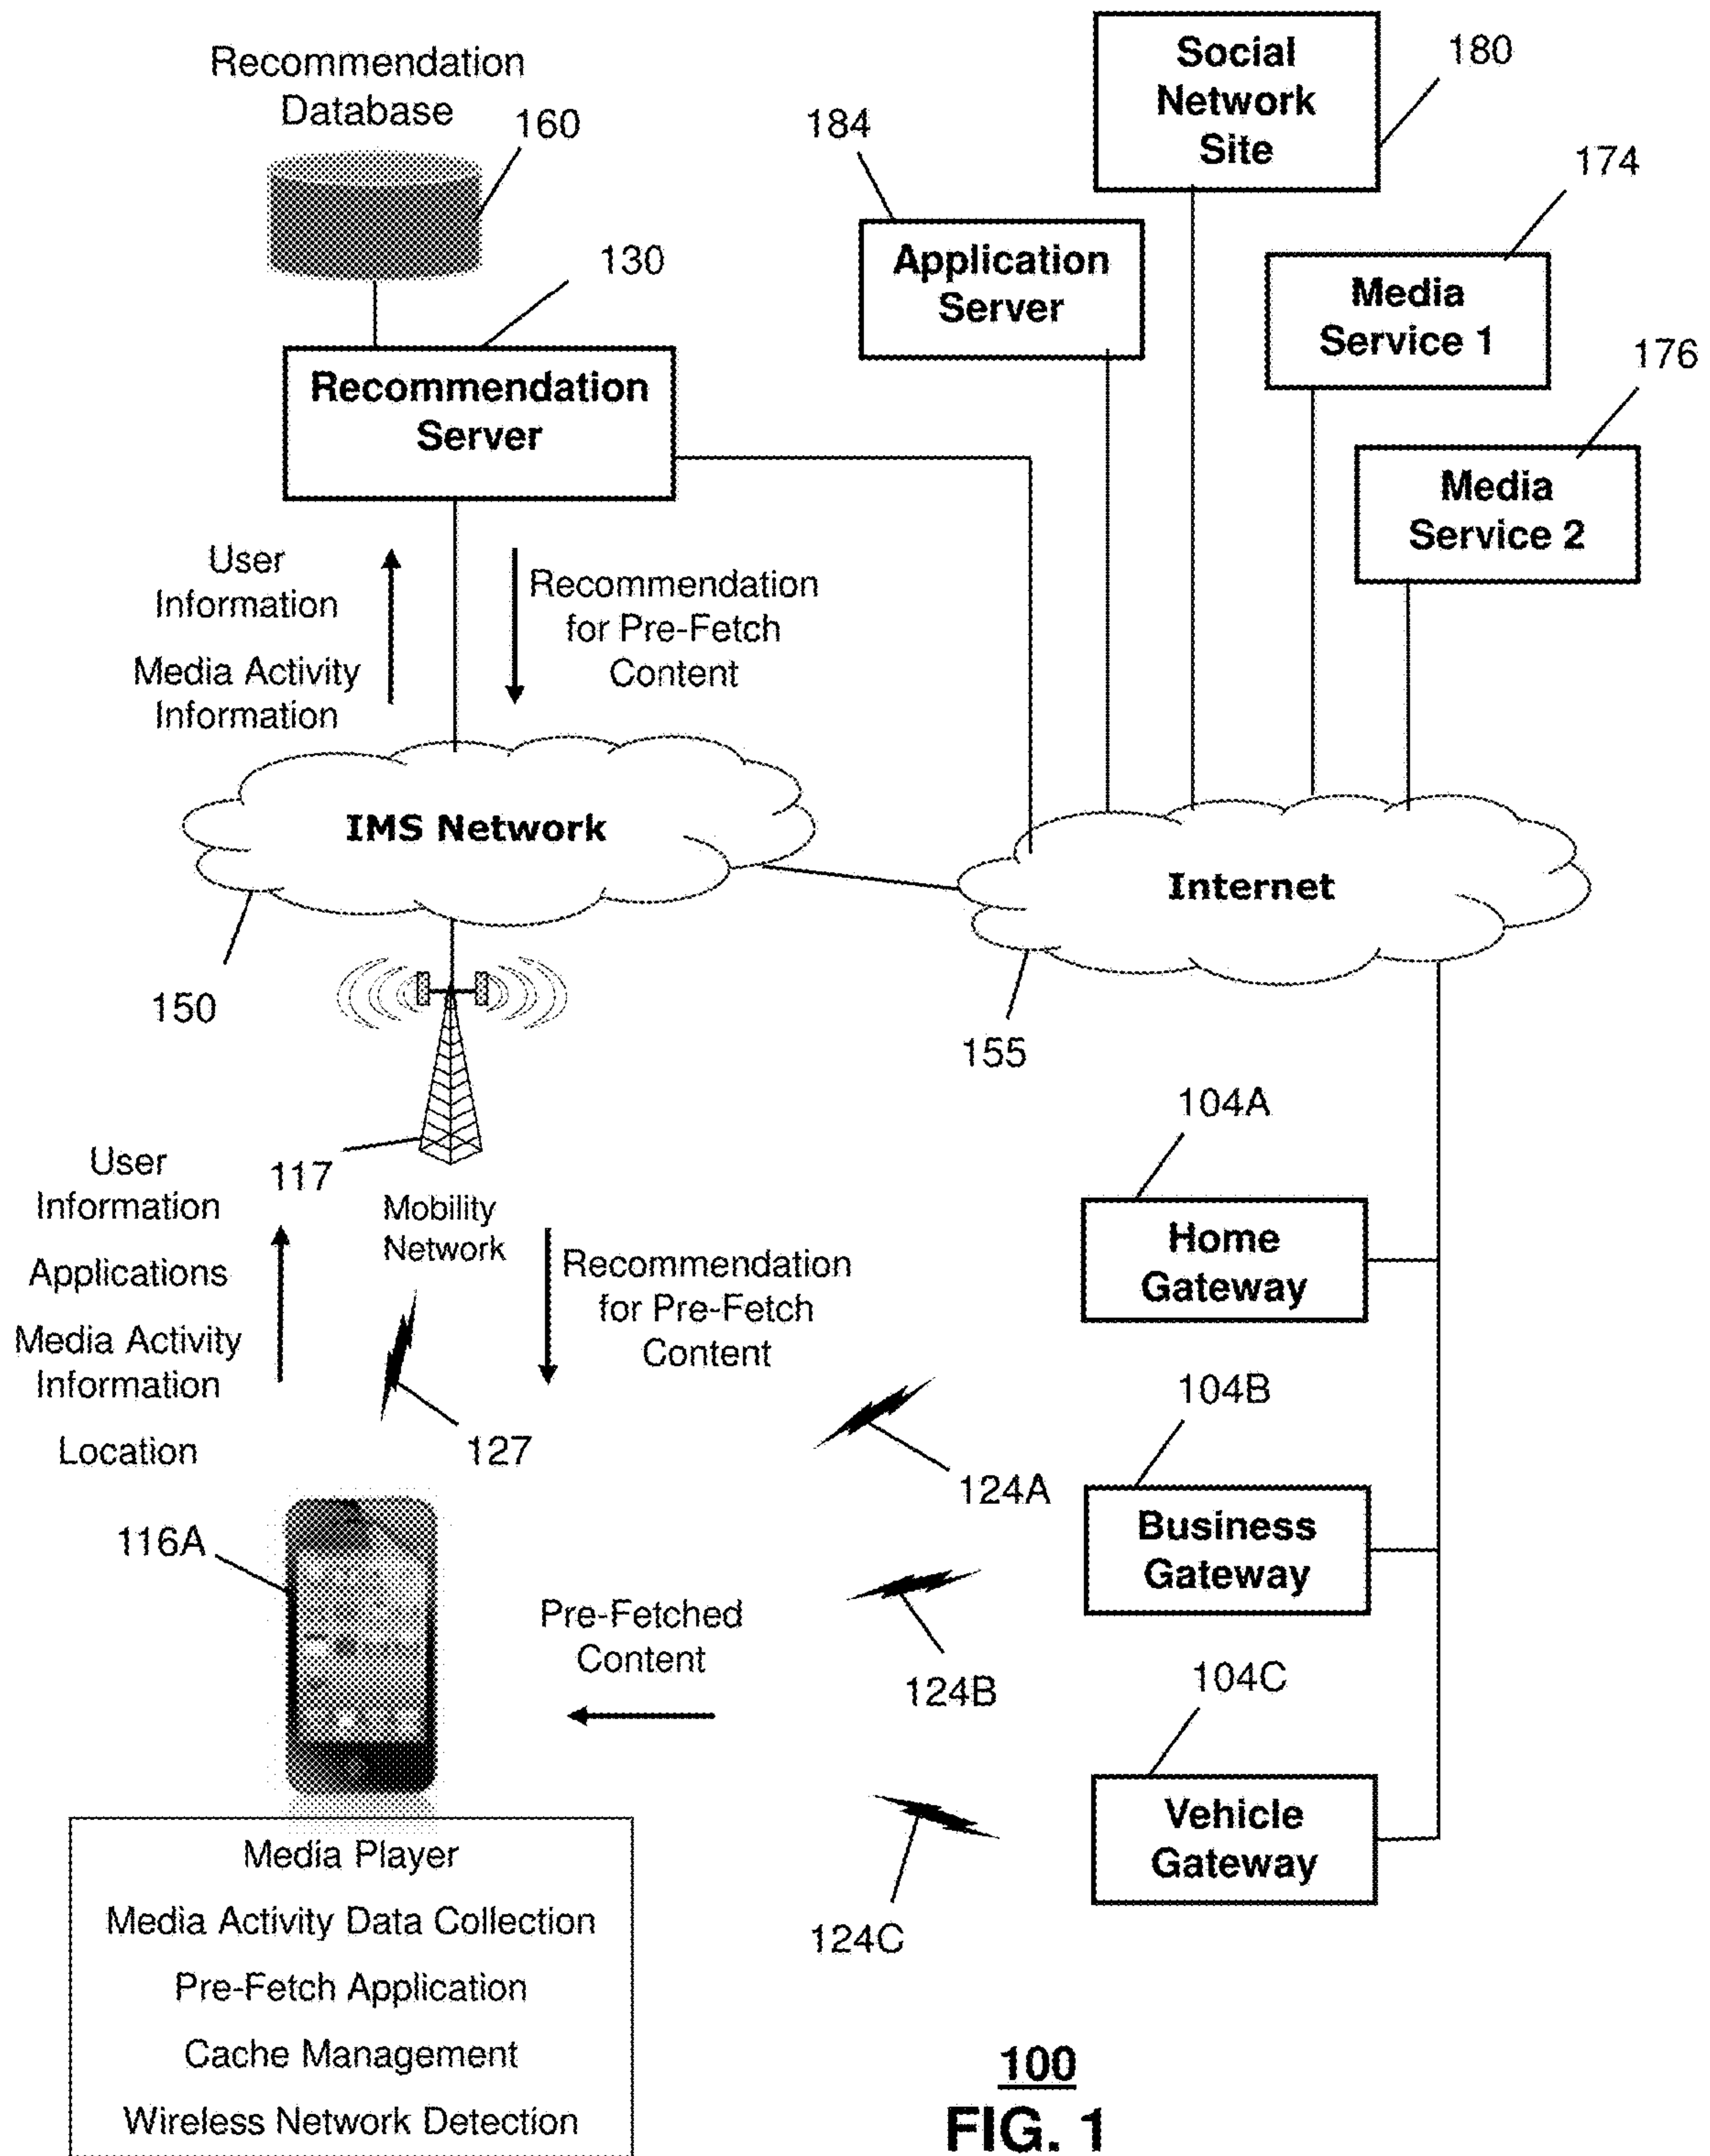 Recommendation
Database
160
130
Recommendation
Server
184
Application
Server
Social
Network
Site
180
174
Media
Service 1
176
Media
Service 2
User
Information
Media Activity
Information
Recommendation
for Pre-Fetch
Content
IMS Network
150
Internet
155
117
Mobility
Network
User
Information
Applications
Media Activity
Information
Location
Recommendation
for Pre-Fetch
Content
127
116A
124A
124B
124C
Pre-Fetched
Content
104A
Home
Gateway
104B
Business
Gateway
104C
Vehicle
Gateway
Media Player
Media Activity Data Collection
Pre-Fetch Application
Cache Management
Wireless Network Detection
100
FIG. 1